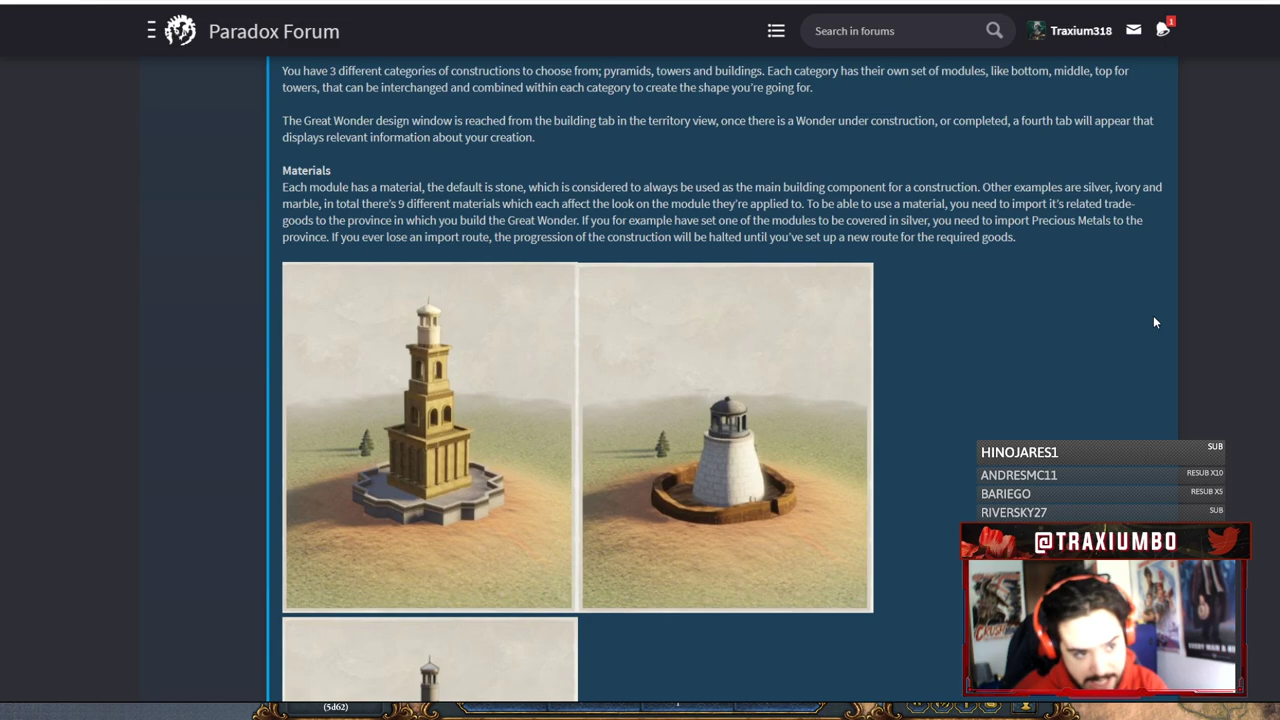 Paradox Forum
Search in forums
Traxium318
1
You have 3 different categories of constructions to choose from; pyramids, towers and buildings. Each category has their own set of modules, like bottom, middle, top for
towers, that can be interchanged and combined within each category to create the shape you're going for.
The Great Wonder design window is reached from the building tab in the territory view, once there is a Wonder under construction, or completed, a fourth tab will appear that
displays relevant information about your creation.
Materials
Each module has a material, the default is stone, which is considered to always be used as the main building component for a construction. Other examples are silver, ivory and
marble, in total there's 9 different materials which each affect the look on the module they're applied to. To be able to use a material, you need to import it's related trade-
goods to the province in which you build the Great Wonder. If you for example have set one of the modules to be covered in silver, you need to import Precious Metals to the
province. If you ever lose an import route, the progression of the construction will be halted until you've set up a new route for the required goods.
HINOJARES1 SUB
ANDRESMC11 RESUB X10
BARIEGO RESUB X5
RIVERSKY27 SUB
@TRAXIUMBO
(5d62)